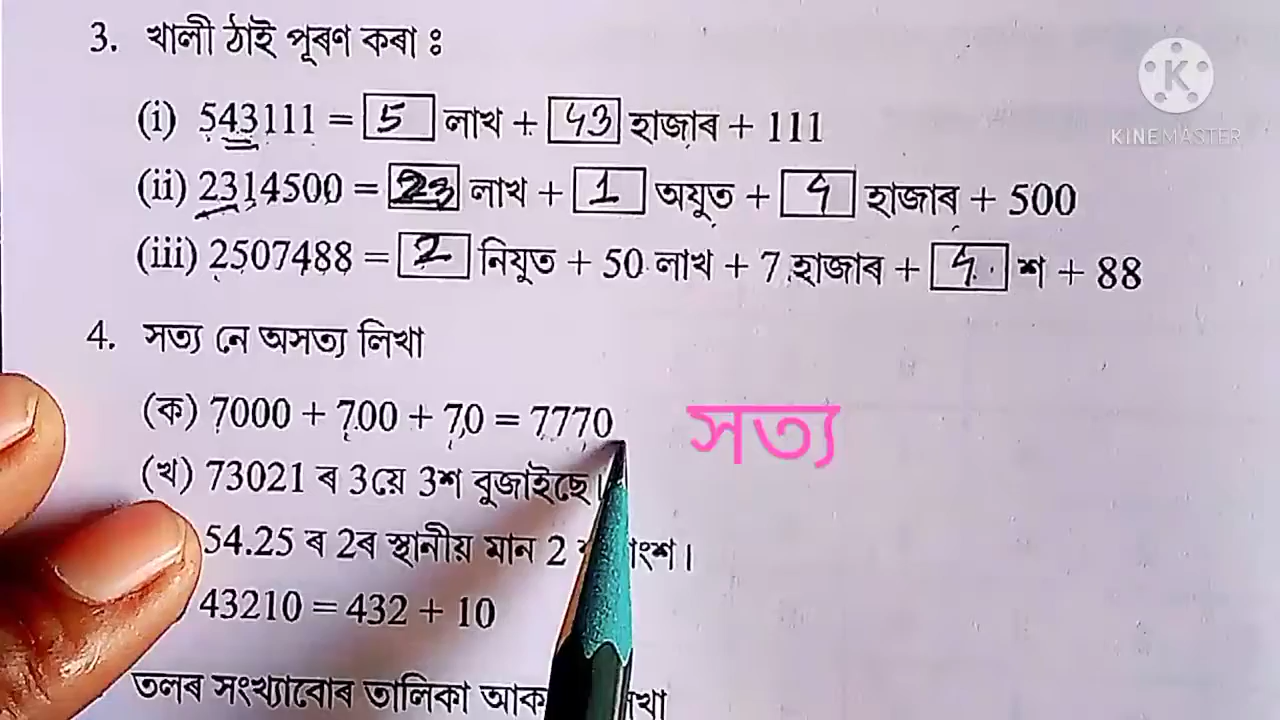 3. খালী ঠাই পূৰণ কৰা ঃ
KINEMASTER
(i) 543111 = 5 লাখ + 43 হাজাৰ + 111
(ii) 2314500 = 23 লাখ + 1 অযুত + 4 হাজাৰ + 500
(iii) 2507488 = 2 নিযুত + 50 লাখ + 7 হাজাৰ + 4 শ + 88
4. সত্য নে অসত্য লিখা
(ক) 7000 + 700 + 70 = 7770 সত্য
(খ) 73021 ৰ 3য়ে 3শ বুজাইছে।
54.25 ৰ 2ৰ স্থানীয় মান 2
43210 = 432 + 10
তলৰ সংখ্যাবোৰ তালিকা